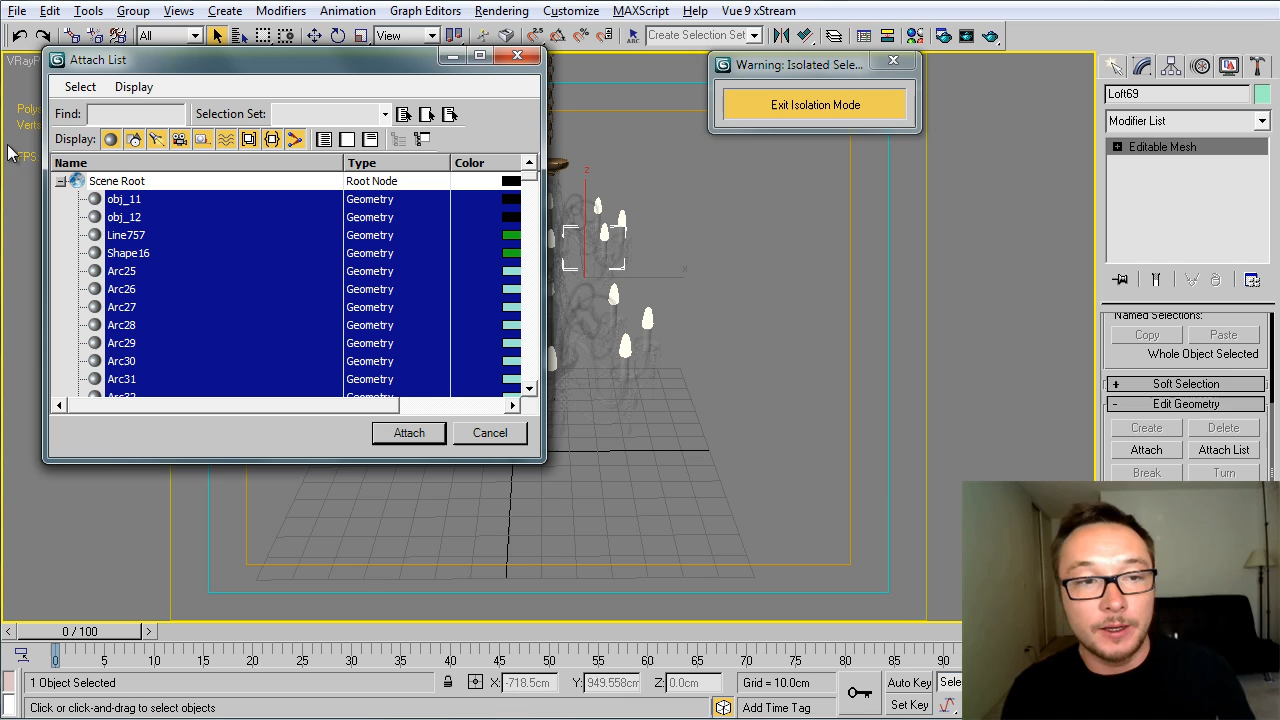 File Edit Tools Group Views Create Modifiers Animation Graph Editors Rendering Customize MAXScript Help Vue 9 xStream
All View Create Selection Set
VRayP
Polys
Verts
FPS:
Attach List
Select Display
Find: Selection Set:
Display:
Name Type Color
Scene Root Root Node
obj_11 Geometry
obj_12 Geometry
Line757 Geometry
Shape16 Geometry
Arc25 Geometry
Arc26 Geometry
Arc27 Geometry
Arc28 Geometry
Arc29 Geometry
Arc30 Geometry
Arc31 Geometry
Arc32 Geometry
Attach Cancel
Warning: Isolated Sele...
Exit Isolation Mode
z
x
Loft69
Modifier List
Editable Mesh
Named Selections:
Copy Paste
Whole Object Selected
+ Soft Selection
- Edit Geometry
Create Delete
Attach Attach List
Break Turn
0 / 100
0 5 10 15 20 25 30 35 40 45 50 55 60 65 70 75 80 85 90
1 Object Selected X: -718.5cm Y: 949.558cm Z: 0.0cm Grid = 10.0cm Auto Key Sele
Click or click-and-drag to select objects Add Time Tag Set Key